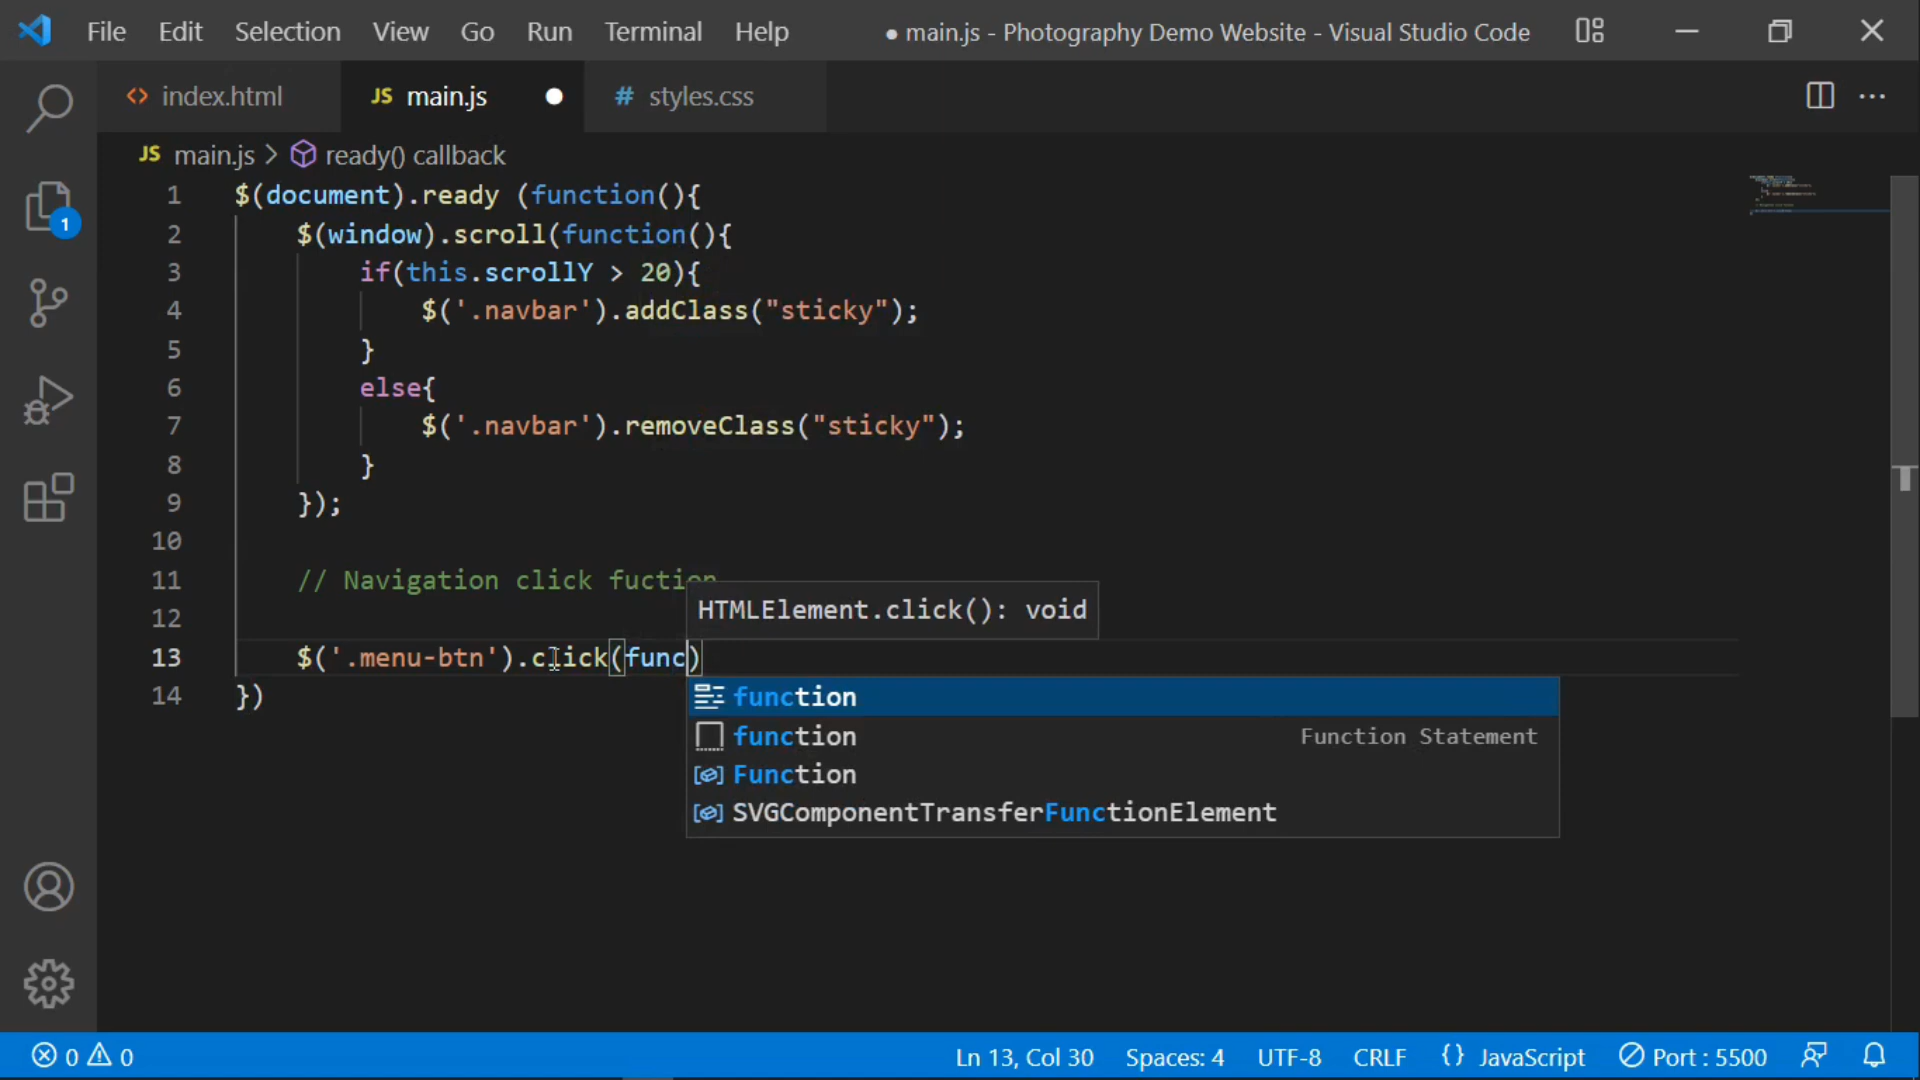 File Edit Selection View Go Run Terminal Help ● main.js - Photography Demo Website - Visual Studio Code
index.html JS main.js # styles.css
JS main.js > ready() callback
1 $(document).ready (function(){
2 $(window).scroll(function(){
3 if(this.scrollY > 20){
4 $('.navbar').addClass("sticky");
5 }
6 else{
7 $('.navbar').removeClass("sticky");
8 }
9 });
10
11 // Navigation click fuction
HTMLElement.click(): void
12
13 $('.menu-btn').click(func)
function
14 })
function Function Statement
Function
SVGComponentTransferFunctionElement
1
0 0 Ln 13, Col 30 Spaces: 4 UTF-8 CRLF {} JavaScript Port : 5500